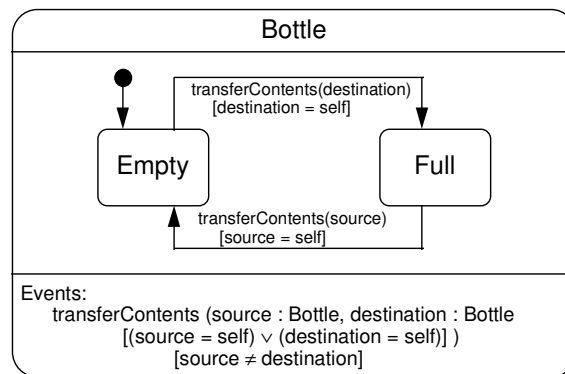 Bottle
transferContents(destination)
[destination = self]
Empty
Full
transferContents(source)
[source = self]
Events:
transferContents (source : Bottle, destination : Bottle
[(source = self) ∨ (destination = self)] )
[source ≠ destination]